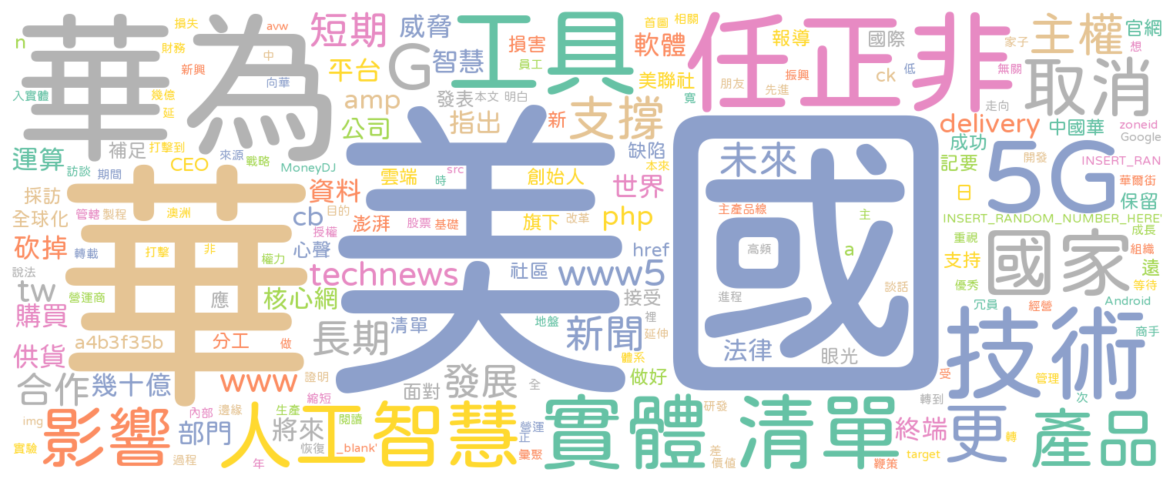 華為
短期
威脅
工具
任正非
主權
官網
取消
損失
avw
n
財務
新興
中
向華
入實體
幾億
延
平台
G
智慧
損害
員工
軟體
美聯社
首圖
相關
報導
國際
家子
想
朋友
振興
ck
低
無關
寬
先進
走向
amp
發表
本文
明白
新
支撐
指出
公司
運算
補足
打擊到
CEO
來源
戰略
訪談
期間
MoneyDJ
缺陷
雲端
時
src
本來
創始人
世界
美國
未來
delivery
成功
中國華
zoneid
Google
記要
5G
開發
INSERT_RAN
日
華爾街
保留
INSERT_RANDOM_NUMBER_HERE
採訪
全球化
管轄
製程
澳洲
資料
cb
目的
授權
澎湃
股票
基礎
旗下
改革
php
主產品線
主
高頻
a
重視
成長
國家
組織
支持
遠
砍掉
轉載
打擊
非
權力
心聲
說法
華
technews
社區
href
www5
接受
進程
談話
優秀
等待
tw
營運商
應
核心網
冗員
經營
Android
購買
a4b3f35b
分工
做
長期
清單
地盤
裡
延伸
新聞
法律
眼光
技術
商手
供貨
www
體系
受
管理
合作
幾十億
縮短
證明
面對
發展
全
做好
轉到
次
img
影響
內部
邊緣
部門
生產
閱讀
人工智慧
將來
恢復
_blank'
營運
正
彙聚
實體清單
研發
差
價值
終端
更
轉
產品
實驗
過程
年
鞭策
target